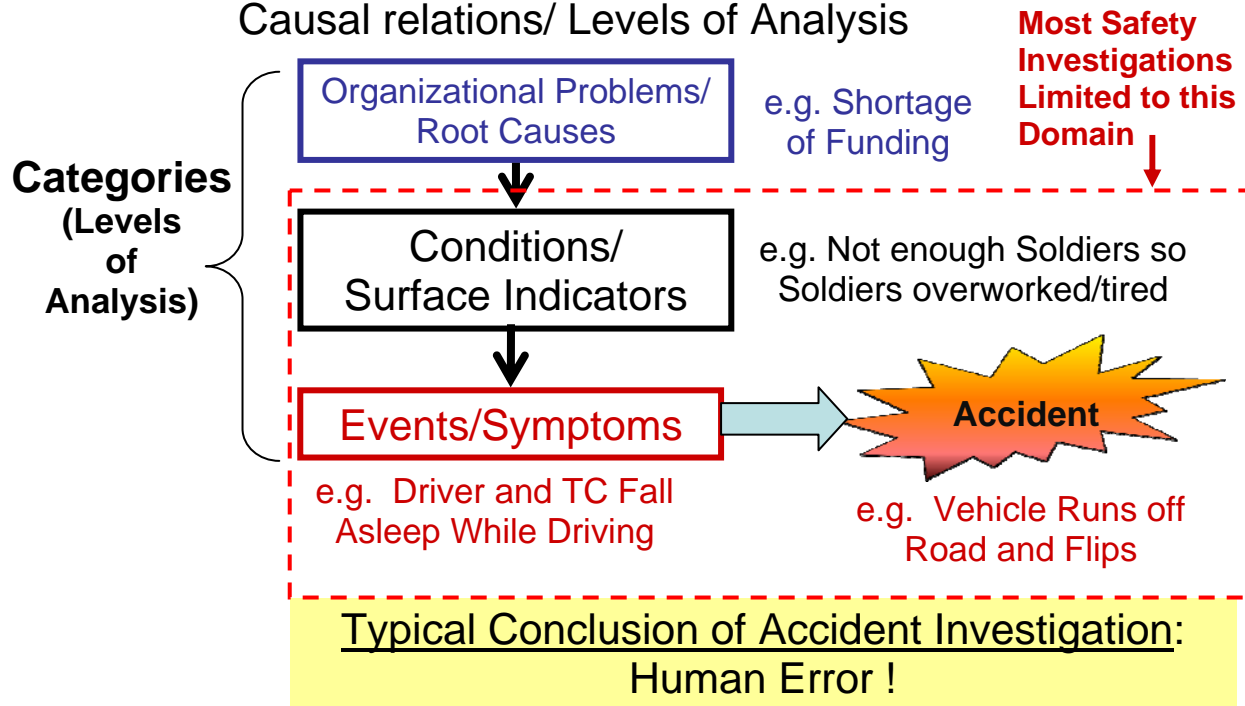 Causal relations/ Levels of Analysis
Most Safety
Investigations
Limited to this
Domain
Organizational Problems/
Root Causes
e.g. Shortage
of Funding
Categories
(Levels
of
Analysis)
Conditions/
Surface Indicators
e.g. Not enough Soldiers so
Soldiers overworked/tired
Events/Symptoms
Accident
e.g. Driver and TC Fall
Asleep While Driving
e.g. Vehicle Runs off
Road and Flips
Typical Conclusion of Accident Investigation:
Human Error !